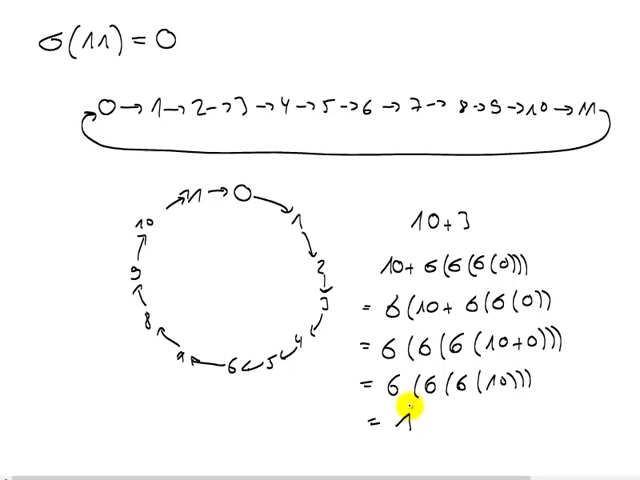 σ(11) = 0
0 → 1 → 2 → 3 → 4 → 5 → 6 → 7 → 8 → 9 → 10 → 11
11 → 0
10
1
10 + 3
9
2
10 + σ(σ(σ(0)))
3
= σ(10 + σ(σ(0))
8
4
= σ(σ(σ(10+0)))
6
5
= σ(σ(σ(10)))
= 1